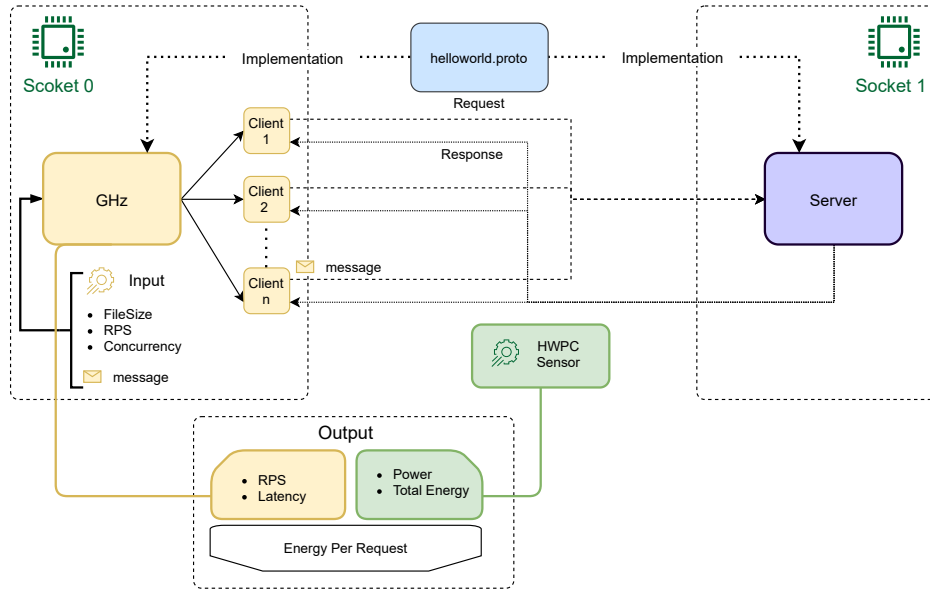 Scoket 0
Implementation
helloworld.proto
Implementation
Socket 1
Request
Client
1
Response
GHz
Client
2
Server
message
Client
n
Input
FileSize
RPS
Concurrency
message
HWPC
Sensor
Output
RPS
Latency
Power
Total Energy
Energy Per Request